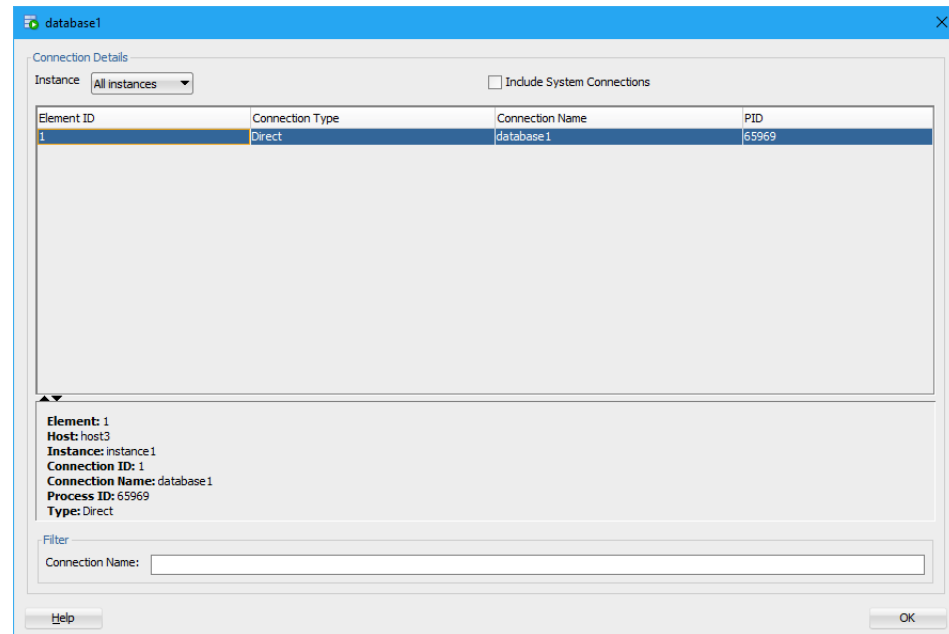 database1
Connection Details
Instance All instances Include System Connections
Element ID Connection Type Connection Name PID
1 Direct database1 65969
Element: 1
Host: host3
Instance: instance1
Connection ID: 1
Connection Name: database1
Process ID: 65969
Type: Direct
Filter
Connection Name:
Help OK